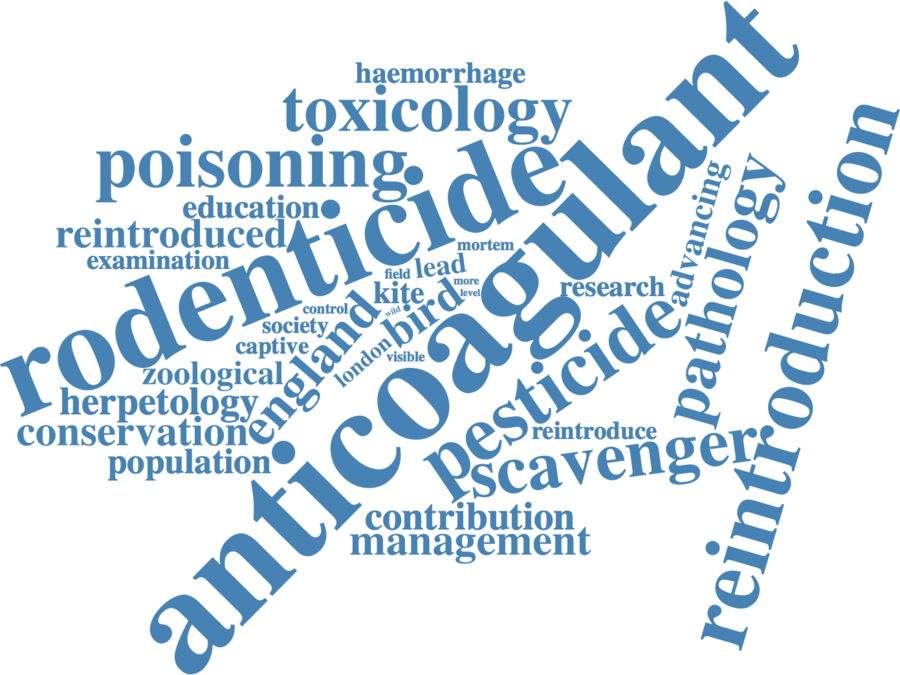 haemorrhage
toxicology
poisoning
anticoagulant
rodenticide
reintroduction
education
reintroduced
examination
mortem
field
lead
more
level
kite
bird
wild
control
society
captive
england
london
visible
research
advancing
pathology
pesticide
zoological
herpetology
conservation
population
reintroduce
scavenger
contribution
management